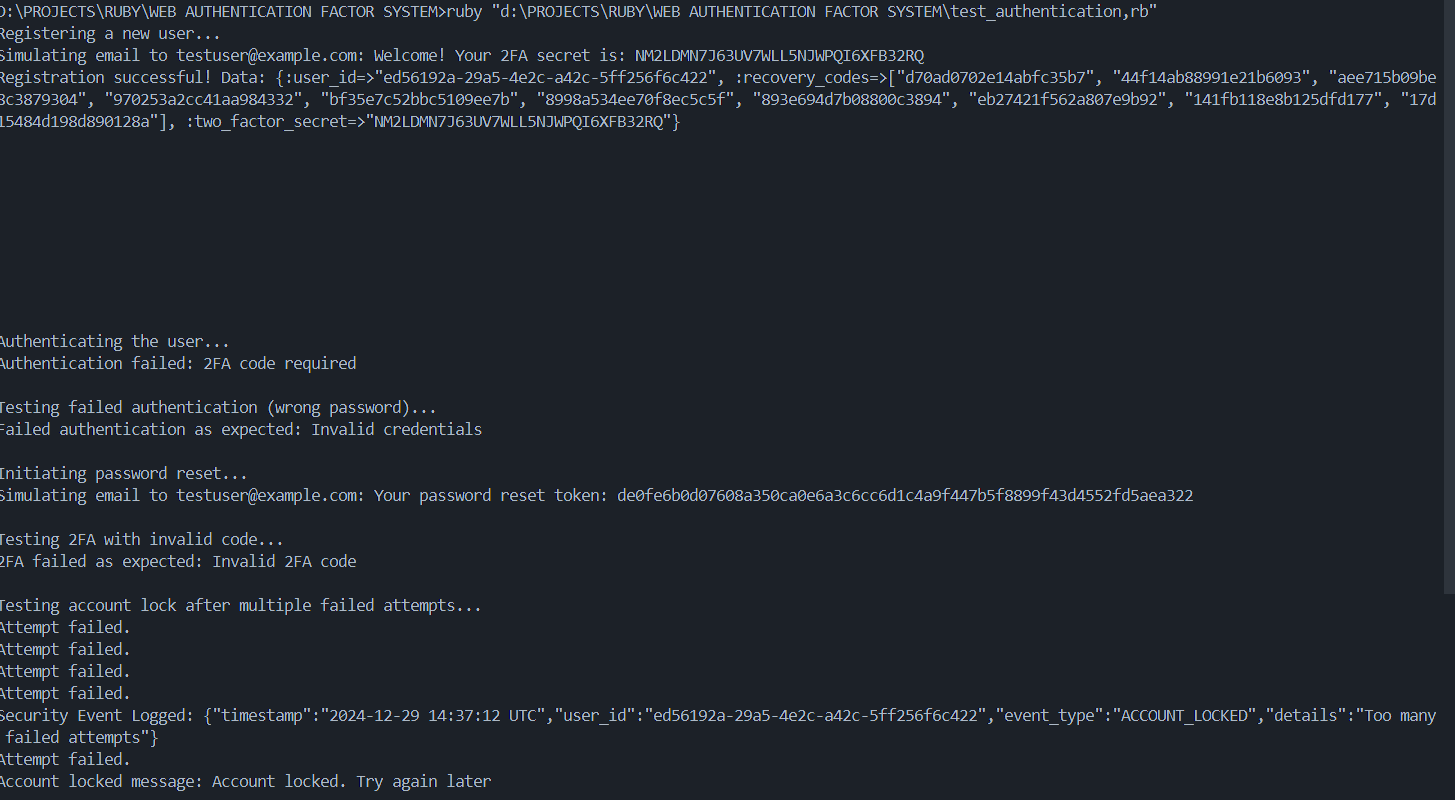 D:\PROJECTS\RUBY\WEB AUTHENTICATION FACTOR SYSTEM>ruby "d:\PROJECTS\RUBY\WEB AUTHENTICATION FACTOR SYSTEM\test_authentication,rb"
Registering a new user...
Simulating email to testuser@example.com: Welcome! Your 2FA secret is: NM2LDMN7J63UV7WLL5NJWPQI6XFB32RQ
Registration successful! Data: {:user_id=>"ed56192a-29a5-4e2c-a42c-5ff256f6c422", :recovery_codes=>["d70ad0702e14abfc35b7", "44f14ab88991e21b6093", "aee715b09be
8c3879304", "970253a2cc41aa984332", "bf35e7c52bbc5109ee7b", "8998a534ee70f8ec5c5f", "893e694d7b08800c3894", "eb27421f562a807e9b92", "141fb118e8b125dfd177", "17d
15484d198d890128a"], :two_factor_secret=>"NM2LDMN7J63UV7WLL5NJWPQI6XFB32RQ"}
Authenticating the user...
Authentication failed: 2FA code required
Testing failed authentication (wrong password)...
Failed authentication as expected: Invalid credentials
Initiating password reset...
Simulating email to testuser@example.com: Your password reset token: de0fe6b0d07608a350ca0e6a3c6cc6d1c4a9f447b5f8899f43d4552fd5aea322
Testing 2FA with invalid code...
2FA failed as expected: Invalid 2FA code
Testing account lock after multiple failed attempts...
Attempt failed.
Attempt failed.
Attempt failed.
Attempt failed.
Security Event Logged: {"timestamp":"2024-12-29 14:37:12 UTC","user_id":"ed56192a-29a5-4e2c-a42c-5ff256f6c422","event_type":"ACCOUNT_LOCKED","details":"Too many
failed attempts"}
Attempt failed.
Account locked message: Account locked. Try again later